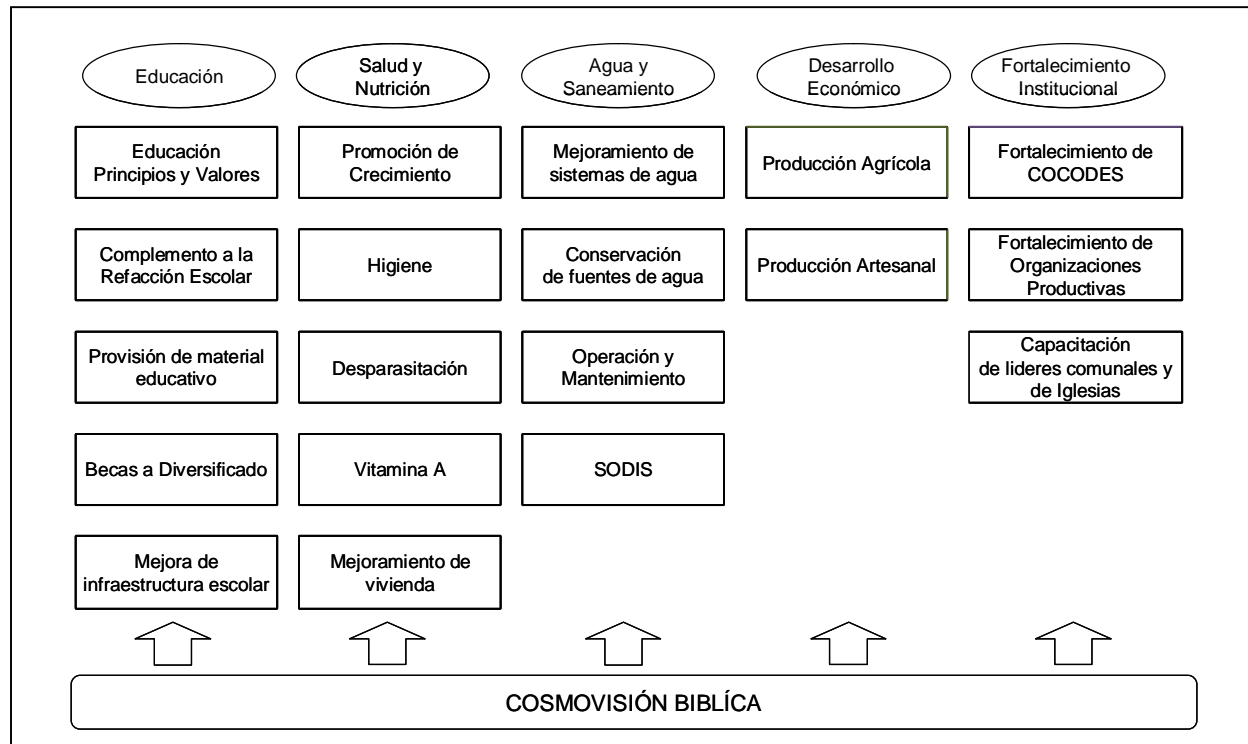 Educación
Salud y
Nutrición
Agua y
Saneamiento
Desarrollo
Económico
Fortalecimiento
Institucional
Educación
Principios y Valores
Promoción de
Crecimiento
Mejoramiento de
sistemas de agua
Producción Agrícola
Fortalecimiento de
COCODES
Complemento a la
Refacción Escolar
Higiene
Conservación
de fuentes de agua
Producción Artesanal
Fortalecimiento de
Organizaciones
Productivas
Provisión de material
educativo
Desparasitación
Operación y
Mantenimiento
Capacitación
de lideres comunales y
de Iglesias
Becas a Diversificado
Vitamina A
SODIS
Mejora de
infraestructura escolar
Mejoramiento de
vivienda
COSMOVISIÓN BIBLÍCA